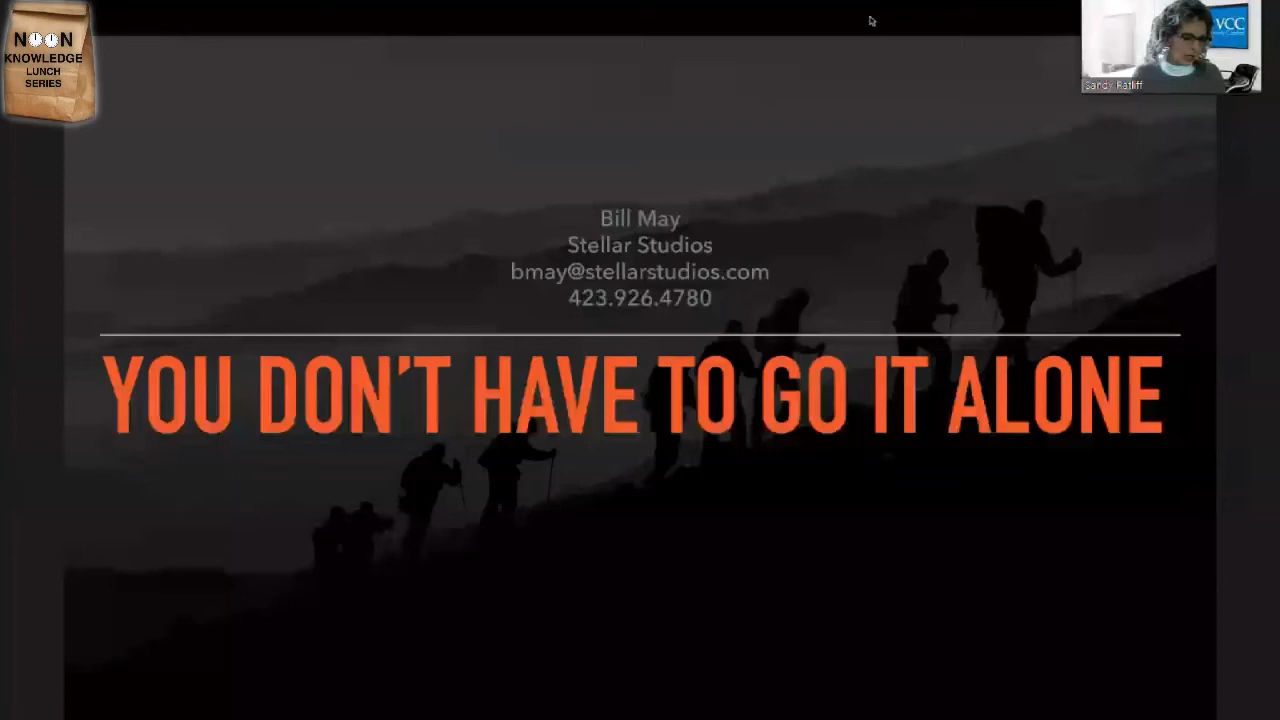 NOON
KNOWLEDGE
LUNCH
SERIES
VCC
Sandy Ratliff
Bill May
Stellar Studios
bmay@stellarstudios.com
423.926.4780
YOU DON'T HAVE TO GO IT ALONE